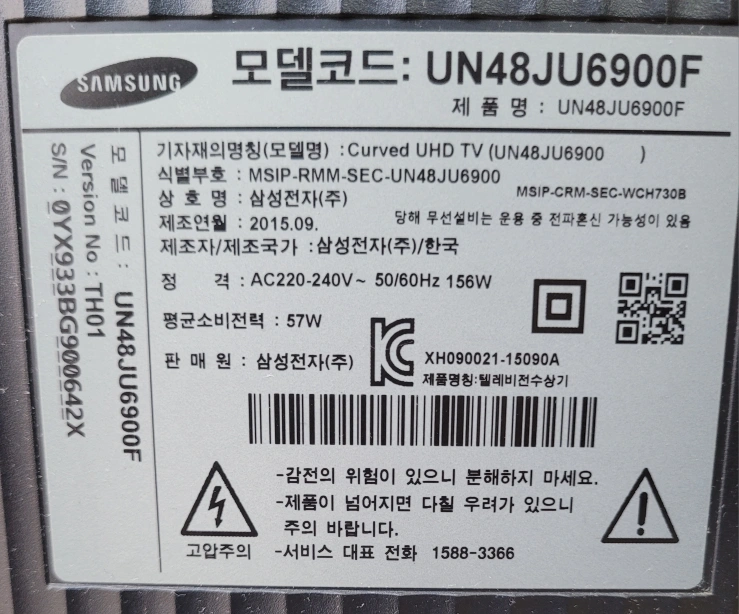 SAMSUNG
모델코드: UN48JU6900F
제 품 명 : UN48JU6900F
모 델 코 드 : UN48JU6900F
Version No : TH01
S/N : 0YX933BG900642X
기자재의명칭(모델명) :Curved UHD TV (UN48JU6900 )
식별부호 : MSIP-RMM-SEC-UN48JU6900
상 호 명 : 삼성전자(주)
MSIP-CRM-SEC-WCH730B
제조연월 : 2015.09.
당해 무선설비는 운용 중 전파혼신 가능성이 있음
제조자/제조국가 :삼성전자(주)/한국
정 격 : AC220-240V~ 50/60Hz 156W
평균소비전력 : 57W
판 매 원 : 삼성전자(주)
XH090021-15090A
제품명칭:텔레비전수상기
-감전의 위험이 있으니 분해하지 마세요.
-제품이 넘어지면 다칠 우려가 있으니
주의 바랍니다.
고압주의
-서비스 대표 전화 1588-3366